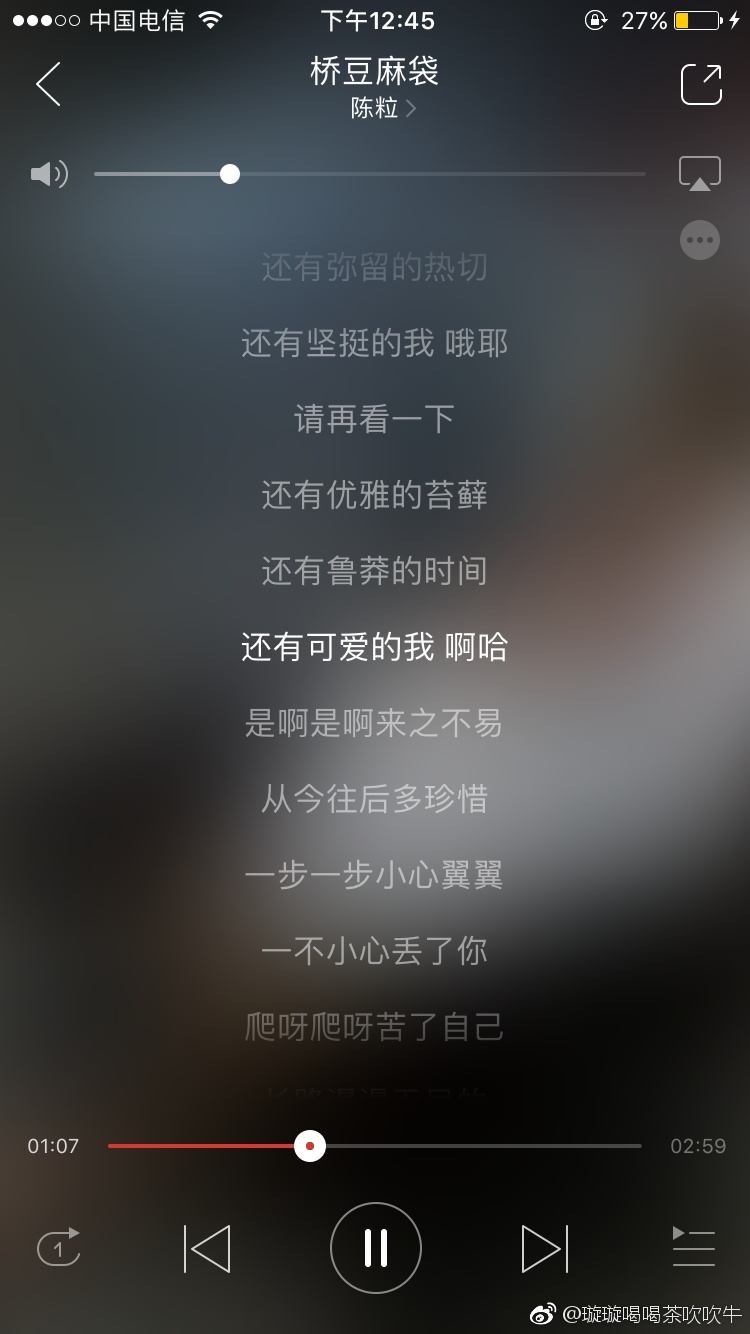 中国电信 下午12:45 27%
桥豆麻袋
陈粒
还有弥留的热切
还有坚挺的我 哦耶
请再看一下
还有优雅的苔藓
还有鲁莽的时间
还有可爱的我 啊哈
是啊是啊来之不易
从今往后多珍惜
一步一步小心翼翼
一不小心丢了你
爬呀爬呀苦了自己
01:07 02:59
1
@璇璇喝喝茶吹吹牛